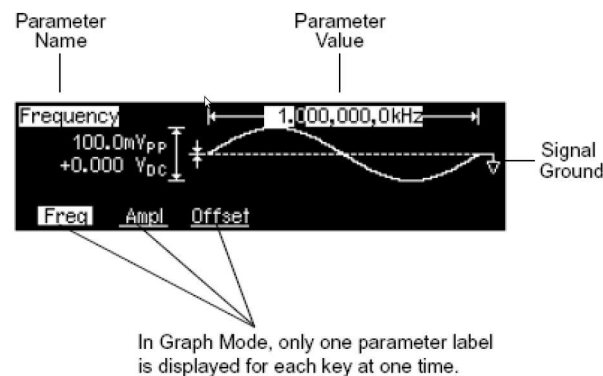 Parameter
Name
Parameter
Value
Frequency
1.000,000,0kHz
100.0mVPP
+0.000 VDC
Signal
Ground
Freq Ampl Offset
In Graph Mode, only one parameter label
is displayed for each key at one time.